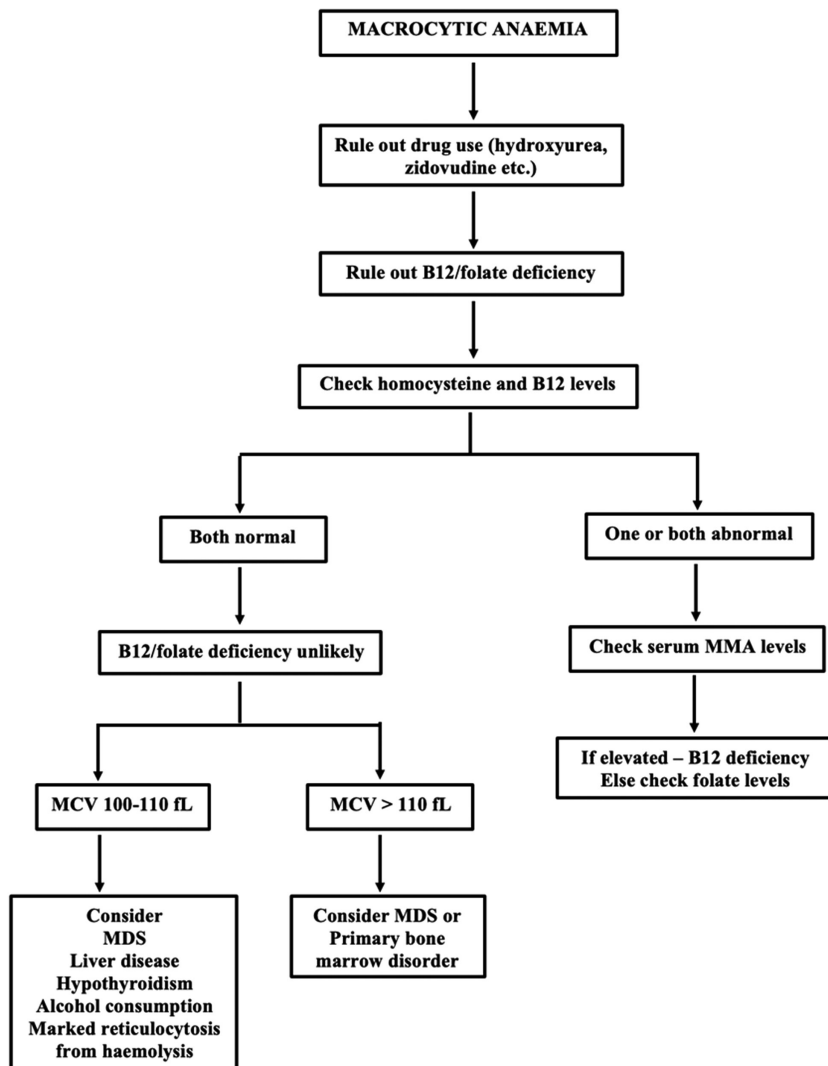 MACROCYTIC ANAEMIA
Rule out drug use (hydroxyurea,
zidovudine etc.)
Rule out B12/folate deficiency
Check homocysteine and B12 levels
Both normal
One or both abnormal
B12/folate deficiency unlikely
Check serum MMA levels
If elevated – B12 deficiency
Else check folate levels
MCV 100-110 fL
MCV > 110 fL
Consider
MDS
Liver disease
Hypothyroidism
Alcohol consumption
Marked reticulocytosis
from haemolysis
Consider MDS or
Primary bone
marrow disorder